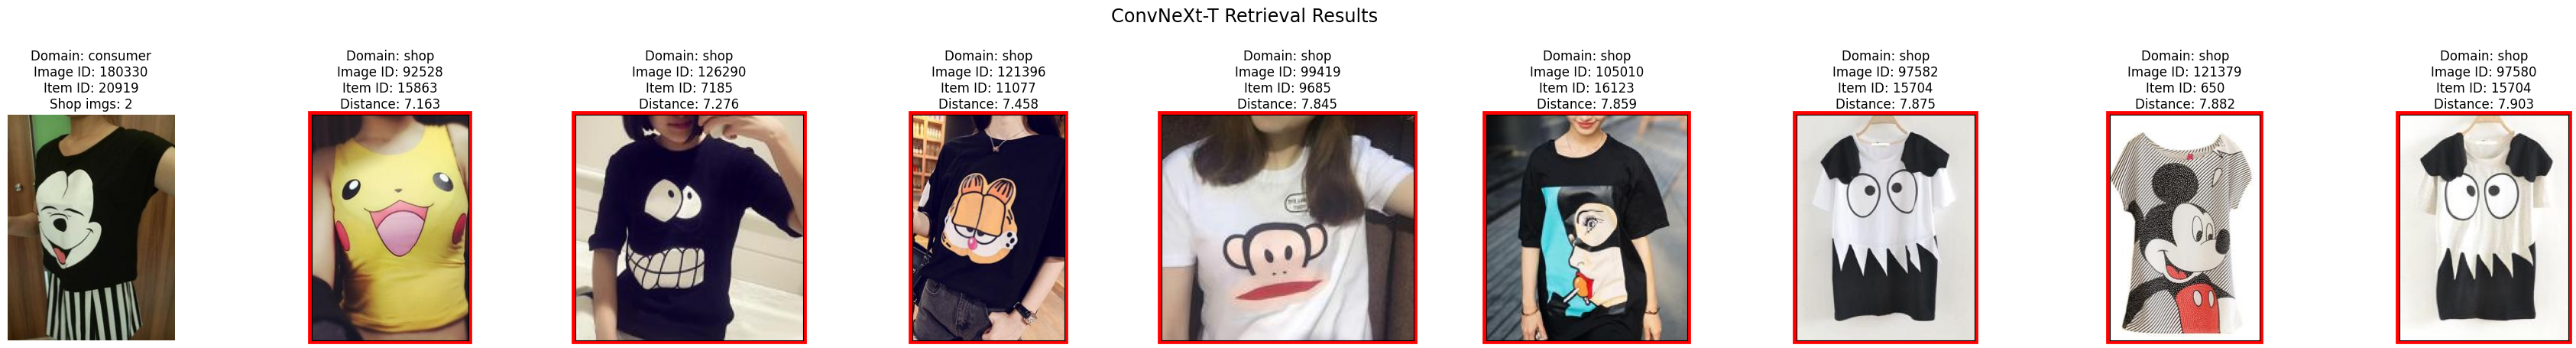 ConvNeXt-T Retrieval Results
Domain: consumer
Image ID: 180330
Item ID: 20919
Shop imgs: 2
Domain: shop
Image ID: 92528
Item ID: 15863
Distance: 7.163
Domain: shop
Image ID: 126290
Item ID: 7185
Distance: 7.276
Domain: shop
Image ID: 121396
Item ID: 11077
Distance: 7.458
Domain: shop
Image ID: 99419
Item ID: 9685
Distance: 7.845
Domain: shop
Image ID: 105010
Item ID: 16123
Distance: 7.859
Domain: shop
Image ID: 97582
Item ID: 15704
Distance: 7.875
Domain: shop
Image ID: 121379
Item ID: 650
Distance: 7.882
Domain: shop
Image ID: 97580
Item ID: 15704
Distance: 7.903